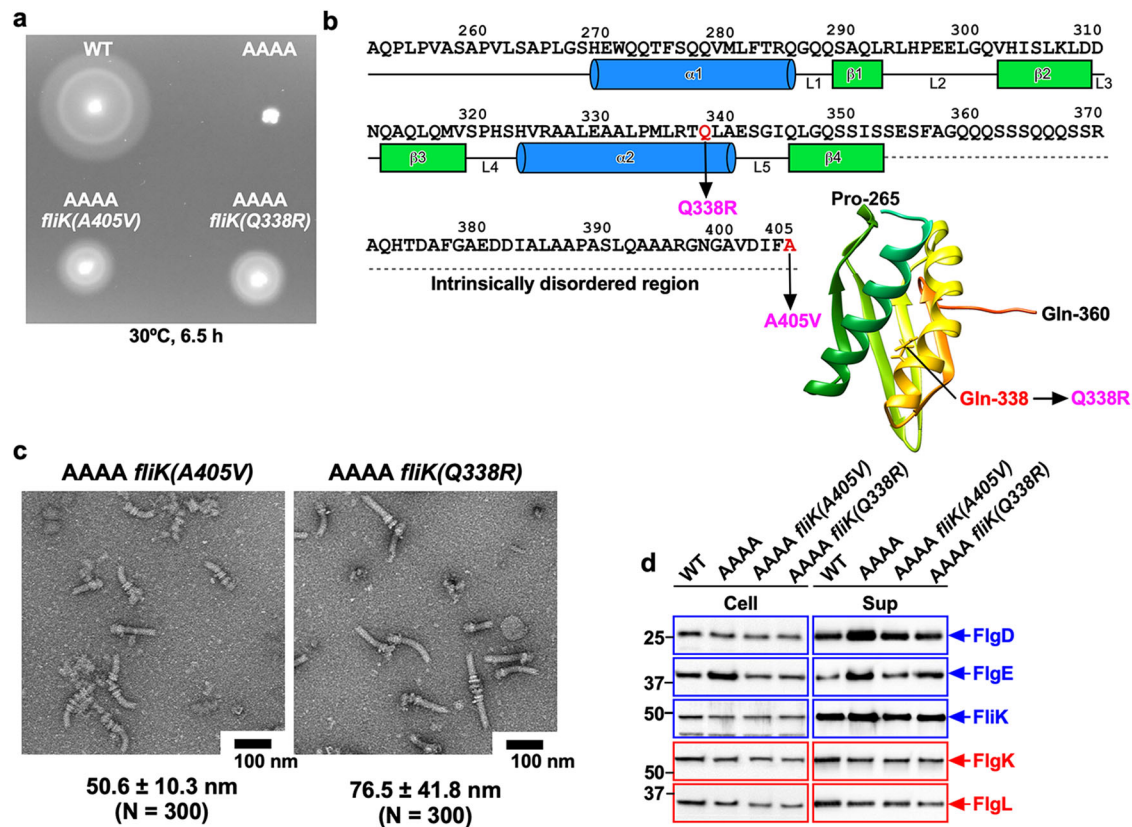 a
WT
AAAA
AAAA
fliK(A405V)
AAAA
fliK(Q338R)
30ºC, 6.5 h
b
260 270 280 290 300 310
AQPLPVASAPVLSAPLGSHEWQQTFSQQVMLFTRQGQQSAQLRLHPEELGQVHISLKLDD
α1 L1 β1 L2 β2 L3
320 330 340 350 360 370
NQAQLQMVSPHSHVRAALEAALPMLRTQLAESGIQLGQSSISSESFAGQQQSSSQQQSSR
β3 L4 α2 L5 β4
Q338R
380 390 400 405
AQHTDAFGAEDDIALAAPASLQAAARGNGAVDIFA
Intrinsically disordered region
A405V
Pro-265
Gln-360
Gln-338 Q338R
c
AAAA fliK(A405V)
AAAA fliK(Q338R)
100 nm
100 nm
50.6 ± 10.3 nm
(N = 300)
76.5 ± 41.8 nm
(N = 300)
d
WT
AAAA
AAAA fliK(A405V)
AAAA fliK(Q338R)
WT
AAAA
AAAA fliK(A405V)
AAAA fliK(Q338R)
Cell Sup
25 FlgD
37 FlgE
50 FliK
50 FlgK
37 FlgL